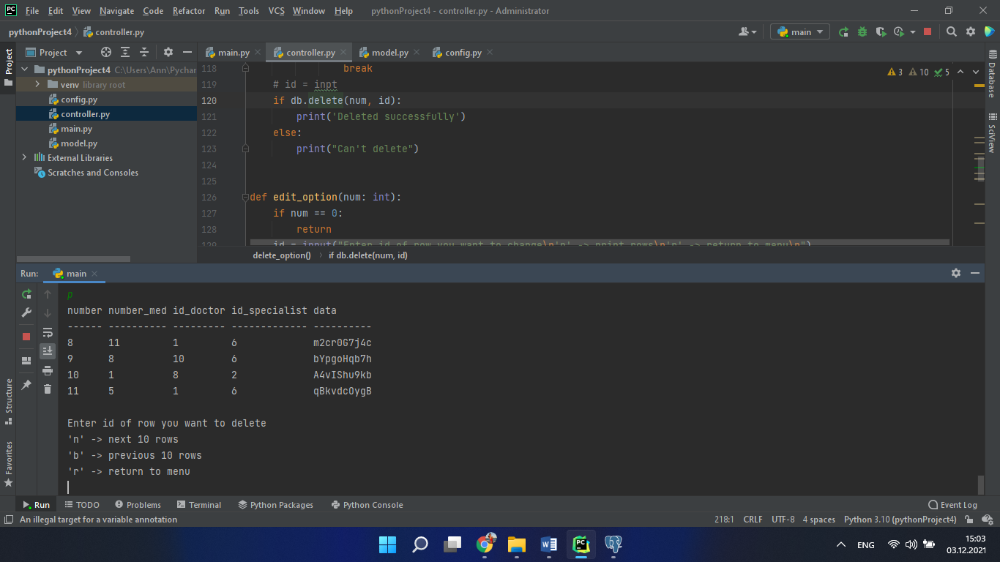 PC File Edit View Navigate Code Refactor Run Tools VCS Window Help pythonProject4 - controller.py - Administrator
pythonProject4 controller.py main
Project main.py controller.py model.py config.py
Project
pythonProject4 C:\Users\Ann\Pychar
venv library root
config.py
controller.py
main.py
model.py
External Libraries
Scratches and Consoles
118 break
119 # id = inpt
120 if db.delete(num, id):
121 print('Deleted successfully')
122 else:
123 print("Can't delete")
124
125
126 def edit_option(num: int):
127 if num == 0:
128 return
129 id = input("Enter id of row you want to change\n'p' -> print rows\n'r' -> return to menu\n")
3 10 5
Database
SciView
delete_option() if db.delete(num, id)
Run: main
p
number number_med id_doctor id_specialist data
------ ---------- --------- ------------- ----------
8 11 1 6 m2cr0G7j4c
9 8 10 6 bYpgoHqb7h
10 1 8 2 A4vIShu9kb
11 5 1 6 qBkvdcOygB
Enter id of row you want to delete
'n' -> next 10 rows
'b' -> previous 10 rows
'r' -> return to menu
Structure
Favorites
Run TODO Problems Terminal Python Packages Python Console Event Log
An illegal target for a variable annotation 218:1 CRLF UTF-8 4 spaces Python 3.10 (pythonProject4)
ENG 15:03
03.12.2021